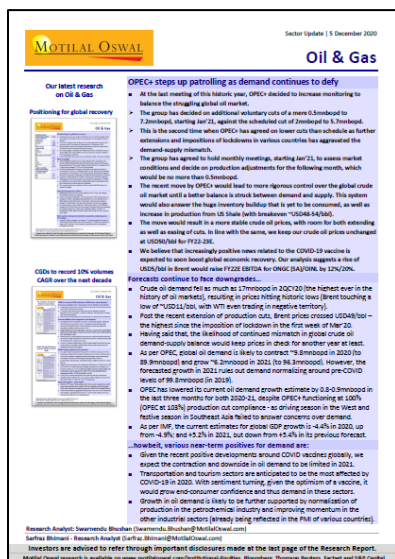 Sector Update | 5 December 2020
MOTILAL OSWAL
Oil & Gas
Our latest research
on Oil & Gas
Positioning for global recovery
CGDs to record 10% volumes
CAGR over the next decade
OPEC+ steps up patrolling as demand continues to defy
At the last meeting of this historic year, OPEC+ decided to increase monitoring to
balance the struggling global oil market.
The group has decided on additional voluntary cuts of a mere 0.5mnbopd to
7.2mnbopd, starting Jan'21, against the scheduled cut of 2mnbopd to 5.7mnbopd.
This is the second time when OPEC+ has agreed on lower cuts than schedule as further
extensions and impositions of lockdowns in various countries has aggravated the
demand-supply mismatch.
The group has agreed to hold monthly meetings, starting Jan'21, to assess market
conditions and decide on production adjustments for the following month, which
would be no more than 0.5mnbopd.
The recent move by OPEC+ would lead to more rigorous control over the global crude
oil market until a better balance is struck between demand and supply. This system
would also answer the huge inventory buildup that is yet to be consumed, as well as
increase in production from US Shale (with breakeven ~USD48-54/bbl).
The move would result in a more stable crude oil prices, with room for both extending
as well as easing of cuts. In line with the same, we keep our crude oil prices unchanged
at USD50/bbl for FY22-23E.
We believe that increasingly positive news related to the COVID-19 vaccine is
expected to soon boost global economic recovery. Our analysis suggests a rise of
USD5/bbl in Brent would raise FY22E EBITDA for ONGC (SA)/OINL by 12%/20%.
Forecasts continue to face downgrades...
Crude oil demand fell as much as 17mnbopd in 2QCY20 (the highest ever in the
history of oil markets), resulting in prices hitting historic lows (Brent touching a
low of ~USD11/bbl, with WTI even trading in negative territory).
Post the recent extension of production cuts, Brent prices crossed USD49/bbl –
the highest since the imposition of lockdown in the first week of Mar'20.
Having said that, the likelihood of continued mismatch in global crude oil
demand-supply balance would keep prices in check for another year at least.
As per OPEC, global oil demand is likely to contract ~9.8mnbopd in 2020 (to
89.9mnbopd) and grow ~6.2mnbopd in 2021 (to 96.3mnbopd). However, the
forecasted growth in 2021 rules out demand normalizing around pre-COVID
levels of 99.8mnbopd (in 2019).
OPEC has lowered its current oil demand growth estimate by 0.8-0.9mnbopd in
the last three months for both 2020-21, despite OPEC+ functioning at 100%
(OPEC at 103%) production cut compliance - as driving season in the West and
festive season in Southeast Asia failed to answer concerns over demand.
As per IMF, the current estimates for global GDP growth is -4.4% in 2020, up
from -4.9%; and +5.2% in 2021, but down from +5.4% in its previous forecast.
...howbeit, various near-term positives for demand are:
Given the recent positive developments around COVID vaccines globally, we
expect the contraction and downside in oil demand to be limited in 2021.
Transportation and tourism sectors are anticipated to be the most affected by
COVID-19 in 2020. With sentiment turning, given the optimism of a vaccine, it
would grow end-consumer confidence and thus demand in these sectors.
Growth in oil demand is likely to be further supported by normalization of
production in the petrochemical industry and improving momentum in the
other industrial sectors (already being reflected in the PMI of various countries).
Research Analyst: Swarnendu Bhushan (Swarnendu.Bhushan@MotilalOswal.com)
Sarfraz Bhimani - Research Analyst (Sarfraz.Bhimani@MotilalOswal.com)
Investors are advised to refer through important disclosures made at the last page of the Research Report.